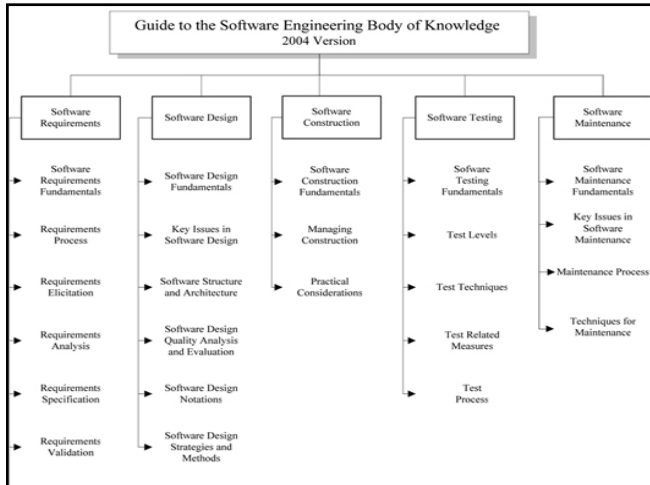 Guide to the Software Engineering Body of Knowledge
2004 Version
Software
Requirements
Software Design
Software
Construction
Software Testing
Software
Maintenance
Software
Requirements
Fundamentals
Requirements
Process
Requirements
Elicitation
Requirements
Analysis
Requirements
Specification
Requirements
Validation
Software Design
Fundamentals
Key Issues in
Software Design
Software Structure
and Architecture
Software Design
Quality Analysis
and Evaluation
Software Design
Notations
Software Design
Strategies and
Methods
Software
Construction
Fundamentals
Managing
Construction
Practical
Considerations
Sofware
Testing
Fundamentals
Test Levels
Test Techniques
Test Related
Measures
Test
Process
Software
Maintenance
Fundamentals
Key Issues in
Software
Maintenance
Maintenance Process
Techniques for
Maintenance